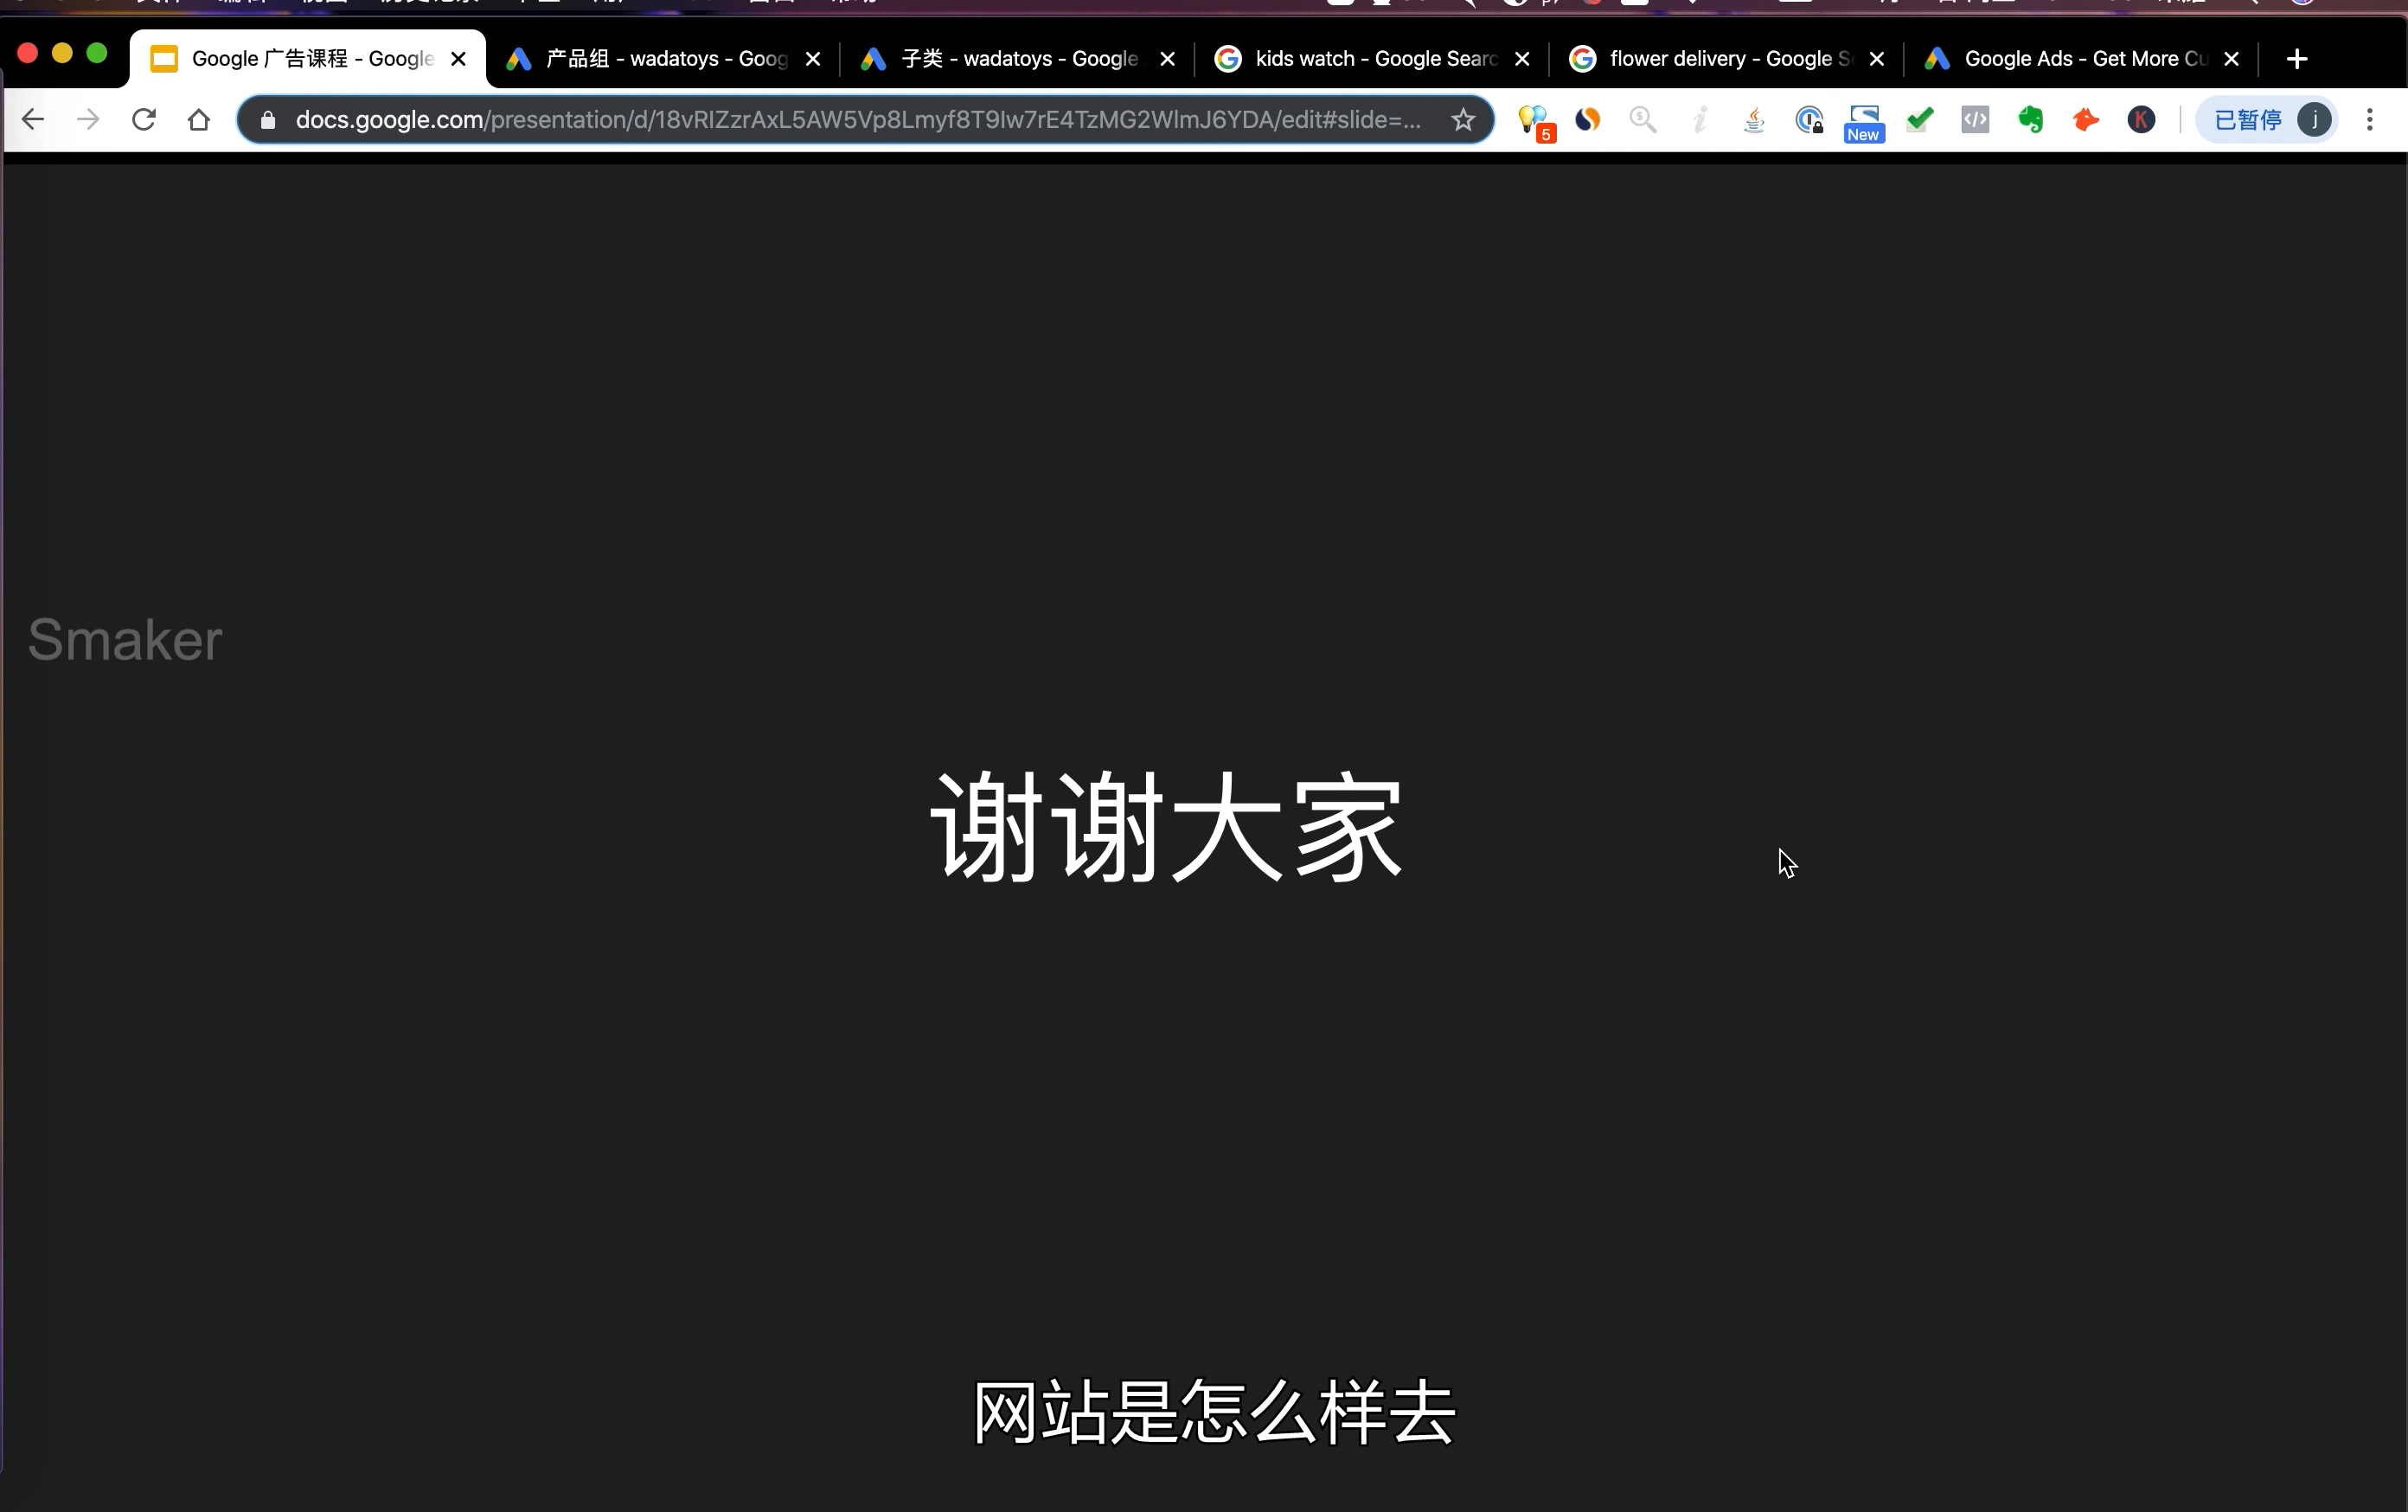 Google 广告课程 - Google
产品组 - wadatoys - Goog
子类 - wadatoys - Google
kids watch - Google Searc
flower delivery - Google S
Google Ads - Get More Cu
docs.google.com/presentation/d/18vRlZzrAxL5AW5Vp8Lmyf8T9Iw7rE4TzMG2WlmJ6YDA/edit#slide=...
5
New
K
已暂停
j
Smaker
谢谢大家
网站是怎么样去